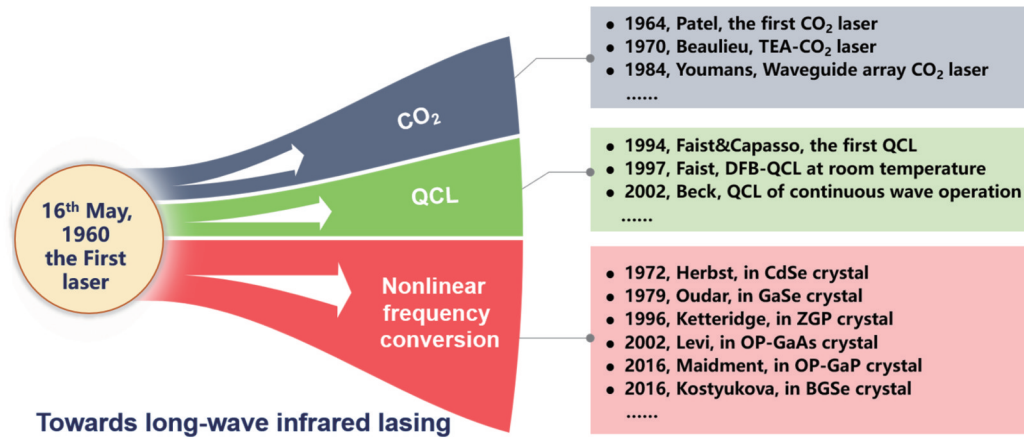 16th May,
1960
the First
laser
CO₂
QCL
Nonlinear
frequency
conversion
Towards long-wave infrared lasing
• 1964, Patel, the first CO₂ laser
• 1970, Beaulieu, TEA-CO₂ laser
• 1984, Youmans, Waveguide array CO₂ laser
......
• 1994, Faist&Capasso, the first QCL
• 1997, Faist, DFB-QCL at room temperature
• 2002, Beck, QCL of continuous wave operation
......
• 1972, Herbst, in CdSe crystal
• 1979, Oudar, in GaSe crystal
• 1996, Ketteridge, in ZGP crystal
• 2002, Levi, in OP-GaAs crystal
• 2016, Maidment, in OP-GaP crystal
• 2016, Kostyukova, in BGSe crystal
......